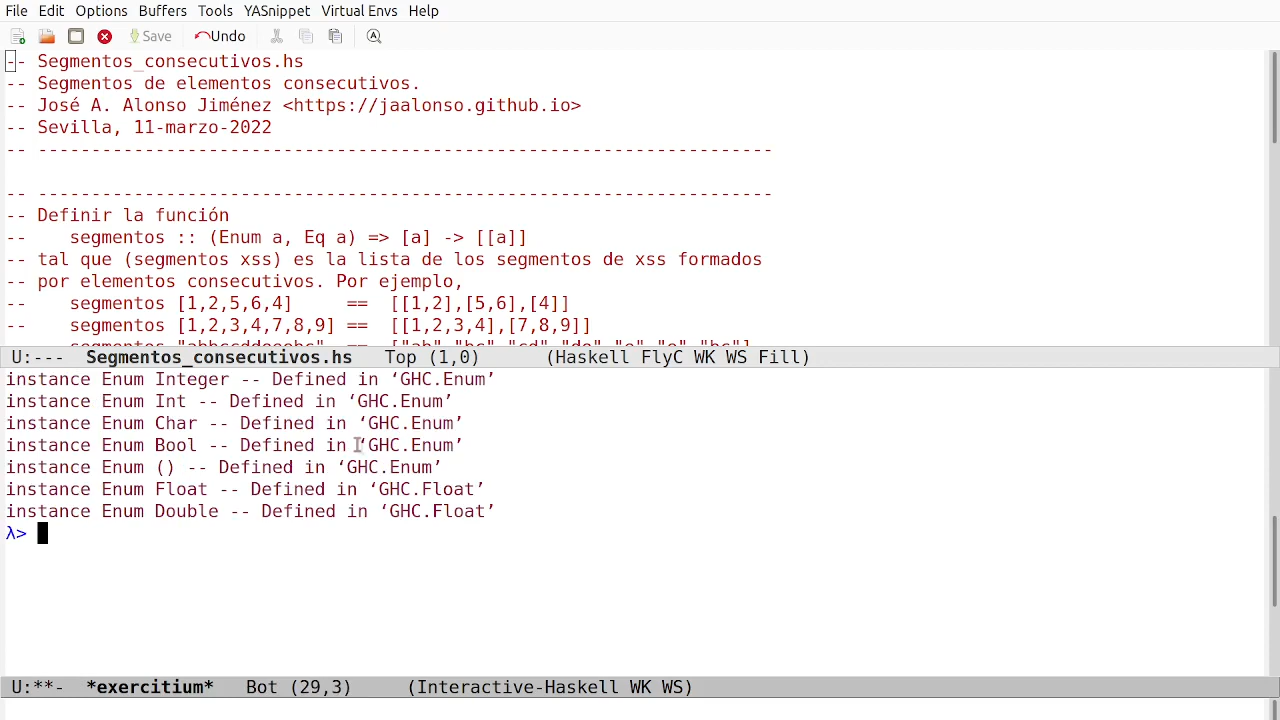 File Edit Options Buffers Tools YASnippet Virtual Envs Help
Save Undo
-- Segmentos_consecutivos.hs
-- Segmentos de elementos consecutivos.
-- José A. Alonso Jiménez <https://jaalonso.github.io>
-- Sevilla, 11-marzo-2022
-- ---------------------------------------------------------------------
-- ---------------------------------------------------------------------
-- Definir la función
--    segmentos :: (Enum a, Eq a) => [a] -> [[a]]
-- tal que (segmentos xss) es la lista de los segmentos de xss formados
-- por elementos consecutivos. Por ejemplo,
--    segmentos [1,2,5,6,4]     ==  [[1,2],[5,6],[4]]
--    segmentos [1,2,3,4,7,8,9] ==  [[1,2,3,4],[7,8,9]]
U:---  Segmentos_consecutivos.hs   Top (1,0)      (Haskell FlyC WK WS Fill)
instance Enum Integer -- Defined in ‘GHC.Enum’
instance Enum Int -- Defined in ‘GHC.Enum’
instance Enum Char -- Defined in ‘GHC.Enum’
instance Enum Bool -- Defined in ‘GHC.Enum’
instance Enum () -- Defined in ‘GHC.Enum’
instance Enum Float -- Defined in ‘GHC.Float’
instance Enum Double -- Defined in ‘GHC.Float’
λ>
U:**-  *exercitium*   Bot (29,3)     (Interactive-Haskell WK WS)